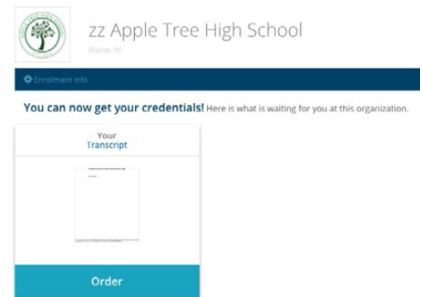 zz Apple Tree High School
Blaine, IN
Enrollment Info
You can now get your credentials! Here is what is waiting for you at this organization.
Your
Transcript
Order